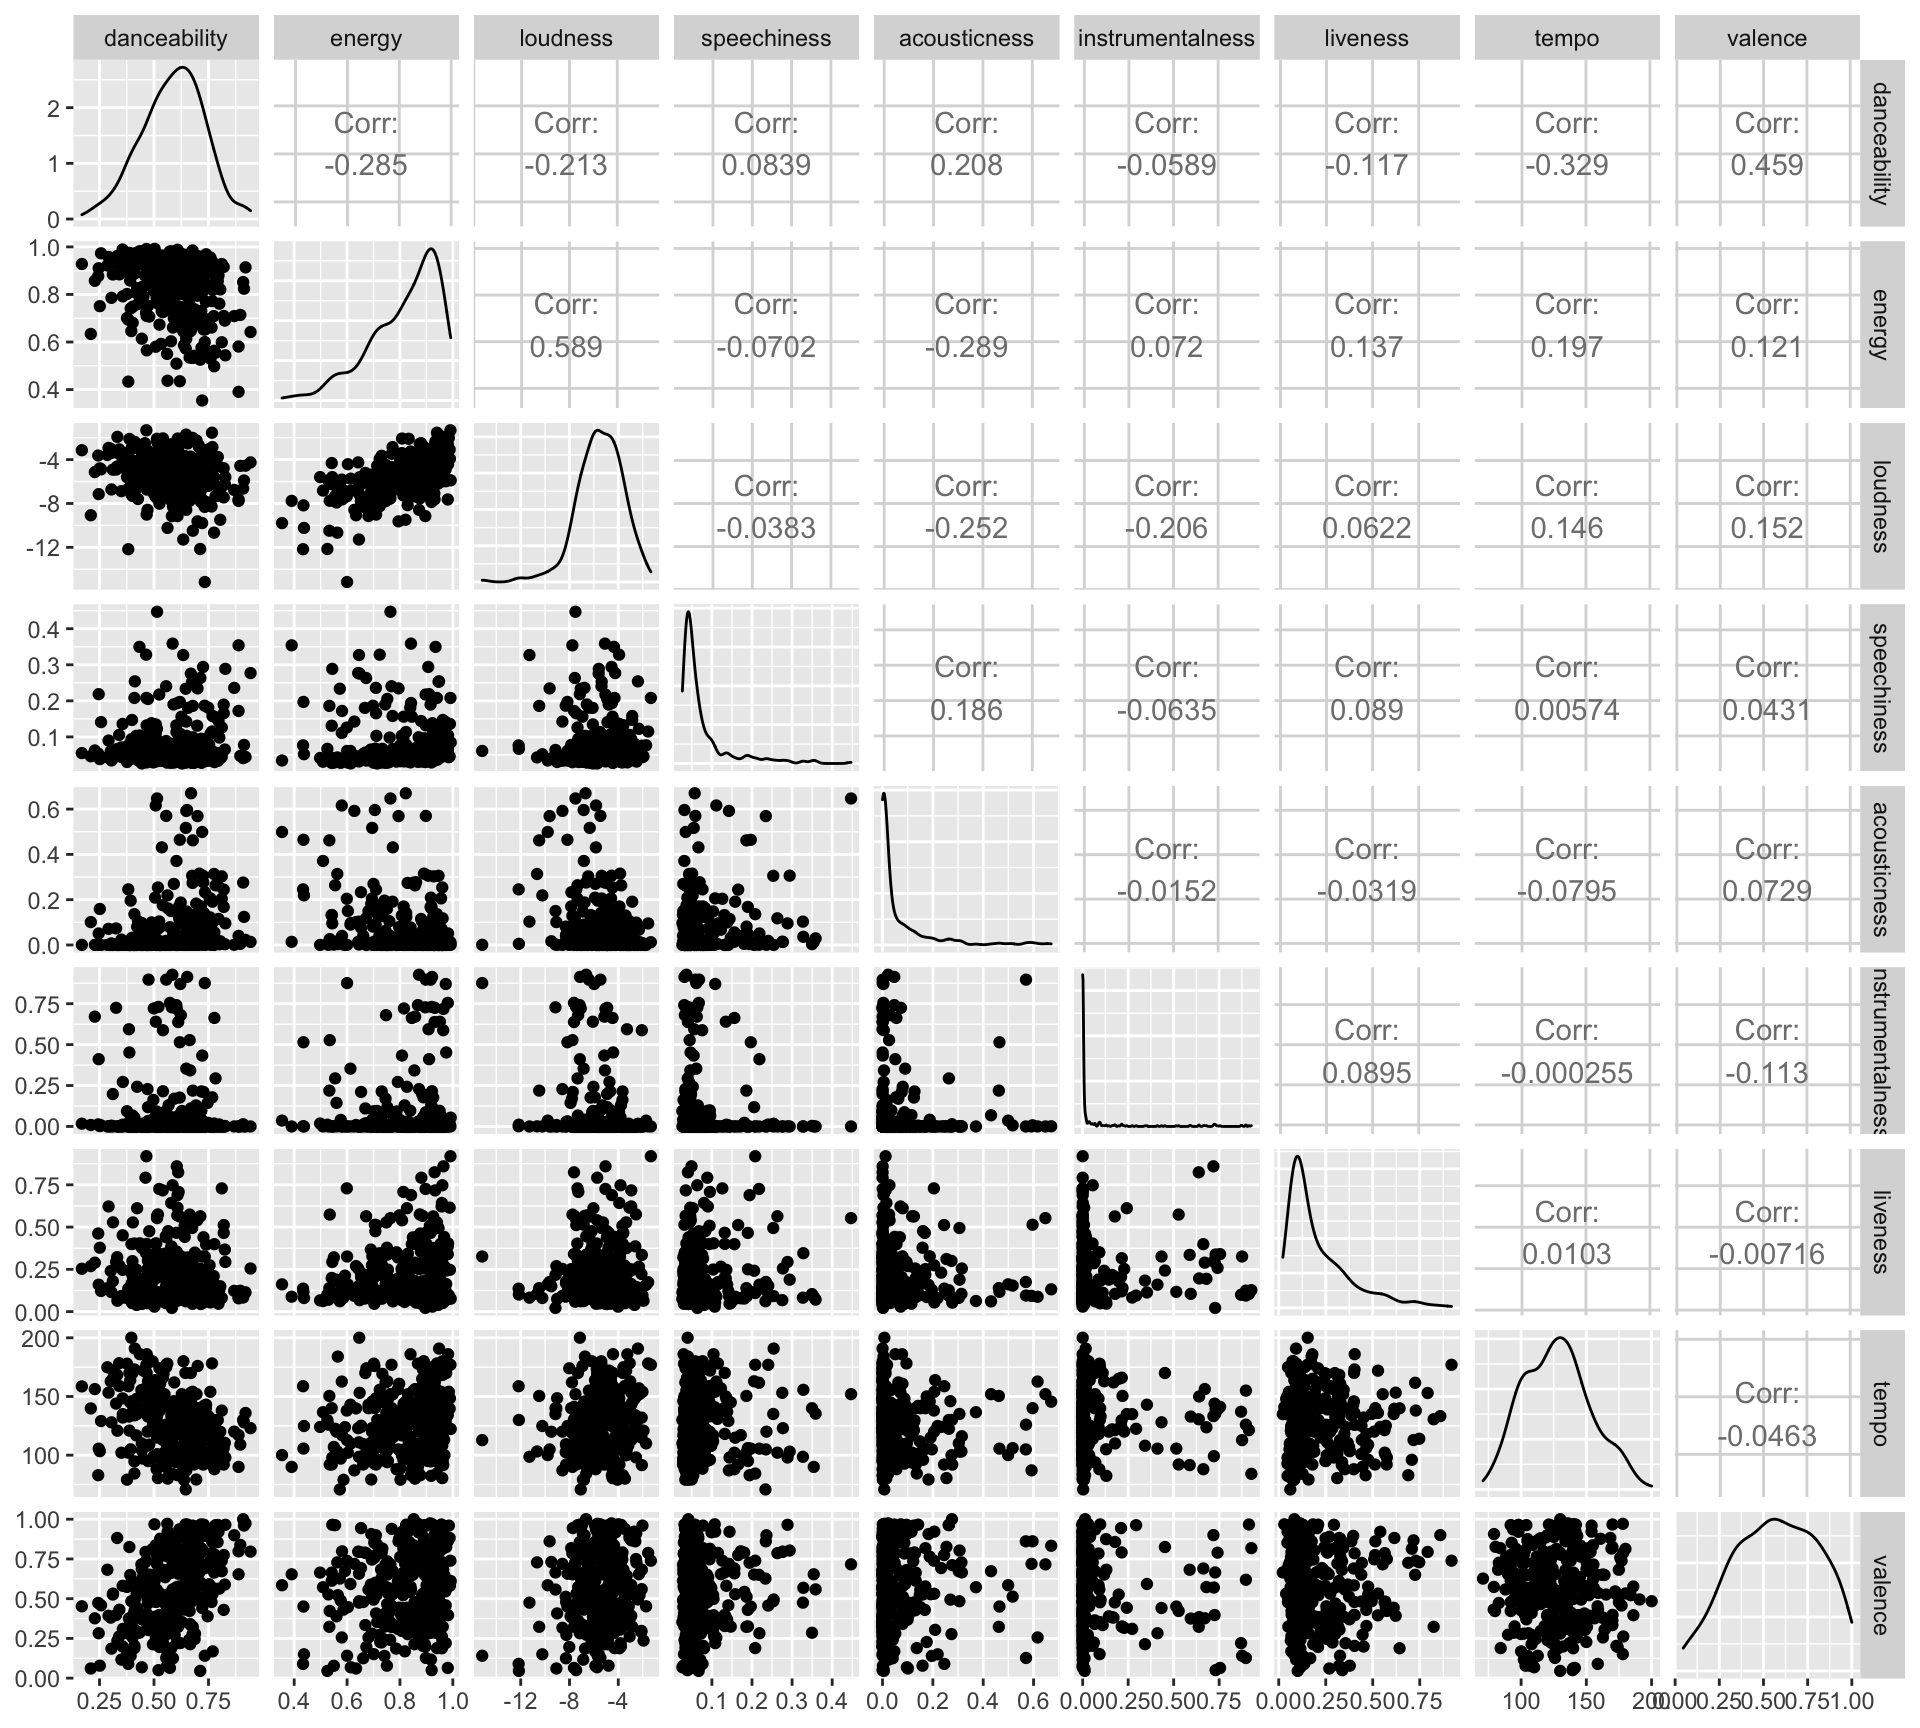 danceability energy loudness speechiness acousticness instrumentalness liveness tempo valence
2
1
0
Corr:
-0.285
Corr:
-0.213
Corr:
0.0839
Corr:
0.208
Corr:
-0.0589
Corr:
-0.117
Corr:
-0.329
Corr:
0.459
danceability
1.0
0.8
0.6
0.4
Corr:
0.589
Corr:
-0.0702
Corr:
-0.289
Corr:
0.072
Corr:
0.137
Corr:
0.197
Corr:
0.121
energy
-4
-8
-12
Corr:
-0.0383
Corr:
-0.252
Corr:
-0.206
Corr:
0.0622
Corr:
0.146
Corr:
0.152
loudness
0.4
0.3
0.2
0.1
Corr:
0.186
Corr:
-0.0635
Corr:
0.089
Corr:
0.00574
Corr:
0.0431
speechiness
0.6
0.4
0.2
0.0
Corr:
-0.0152
Corr:
-0.0319
Corr:
-0.0795
Corr:
0.0729
acousticness
0.75
0.50
0.25
0.00
Corr:
0.0895
Corr:
-0.000255
Corr:
-0.113
nstrumentalness
0.75
0.50
0.25
0.00
Corr:
0.0103
Corr:
-0.00716
liveness
200
150
100
Corr:
-0.0463
tempo
1.00
0.75
0.50
0.25
0.00
valence
0.25 0.50 0.75 0.4 0.6 0.8 1.0 -12 -8 -4 0.1 0.2 0.3 0.4 0.0 0.2 0.4 0.6 0.00 0.25 0.50 0.75 0.00 0.25 0.50 0.75 100 150 200 0.00 0.25 0.50 0.75 1.00